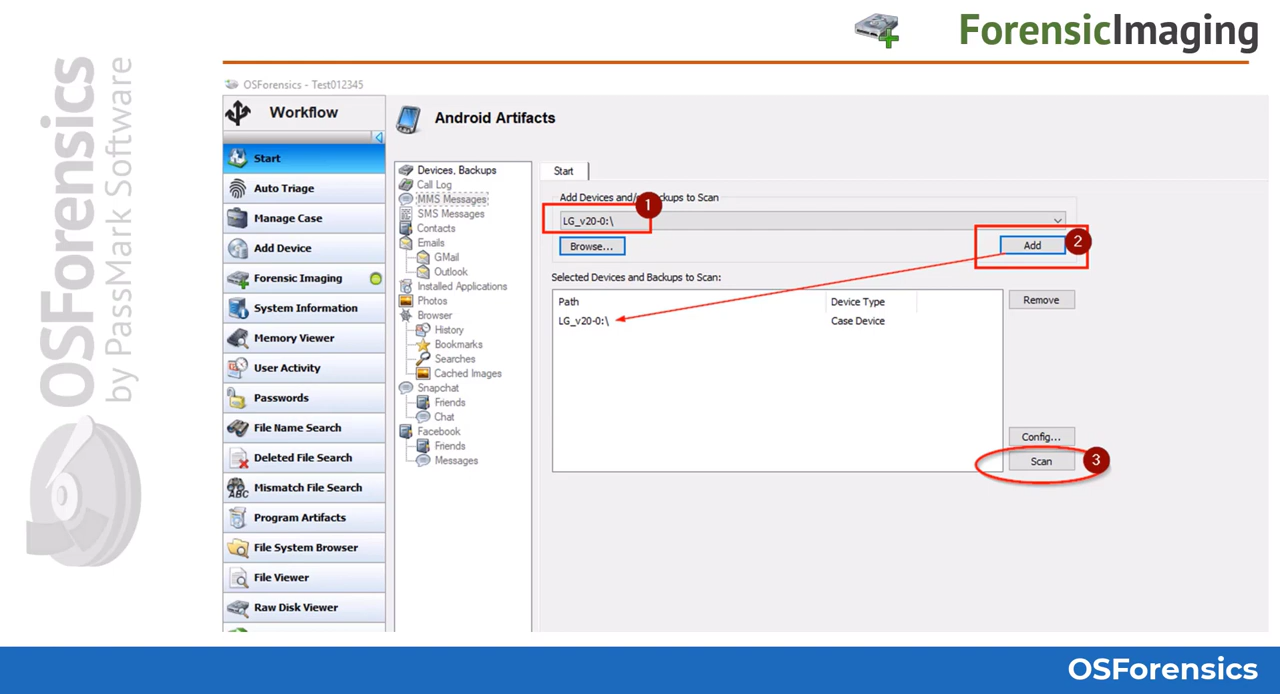 ForensicImaging
OSForensics
by PassMark Software
OSForensics - Test012345
Workflow
Start
Auto Triage
Manage Case
Add Device
Forensic Imaging
System Information
Memory Viewer
User Activity
Passwords
File Name Search
Deleted File Search
Mismatch File Search
Program Artifacts
File System Browser
File Viewer
Raw Disk Viewer
Android Artifacts
Devices, Backups
Call Log
MMS Messages
SMS Messages
Contacts
Emails
GMail
Outlook
Installed Applications
Photos
Browser
History
Bookmarks
Searches
Cached Images
Snapchat
Friends
Chat
Facebook
Friends
Messages
Start
Add Devices and/ ckups to Scan
1
LG_v20-0:\
Browse...
Add
2
Selected Devices and Backups to Scan:
Path Device Type
LG_v20-0:\ Case Device
Remove
Config...
Scan
3
OSForensics